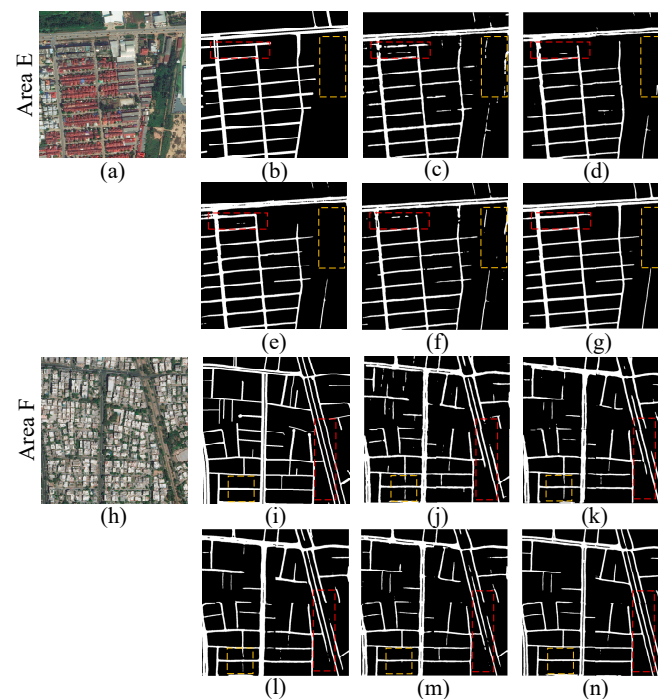 Area E
(a)
(b)
(c)
(d)
(e)
(f)
(g)
Area F
(h)
(i)
(j)
(k)
(l)
(m)
(n)